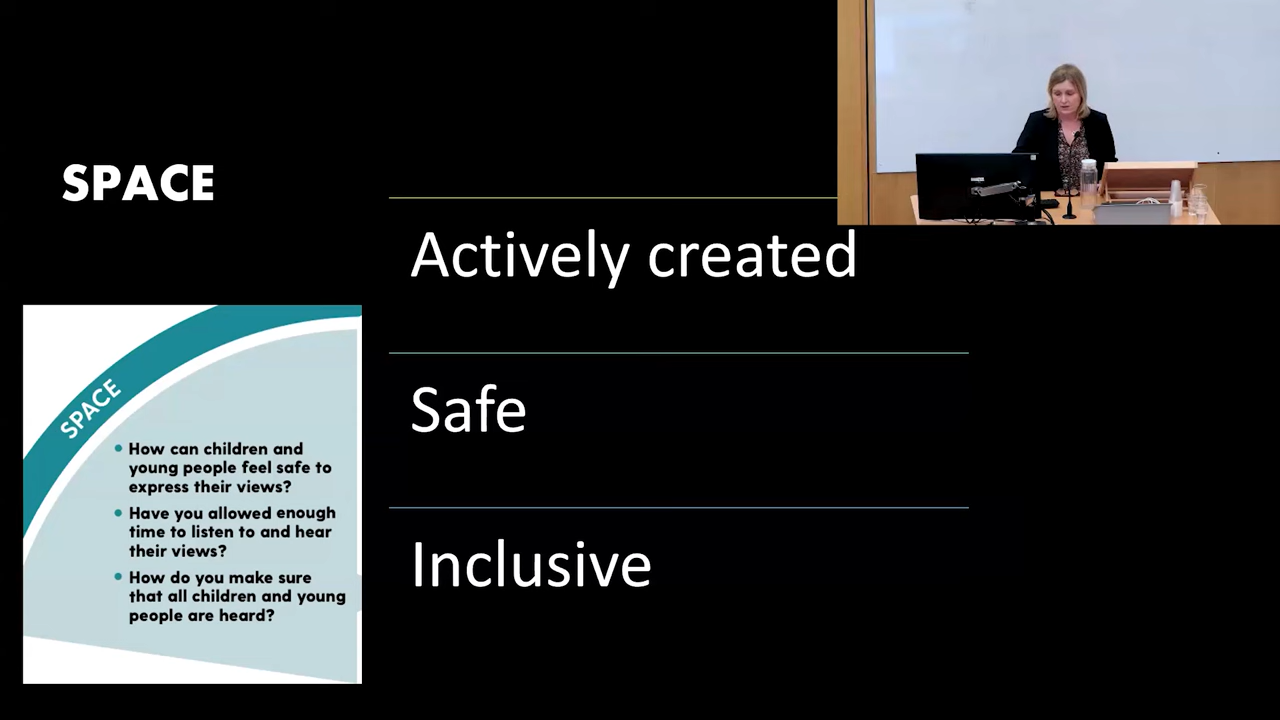 SPACE
Actively created
Safe
Inclusive
SPACE
• How can children and
young people feel safe to
express their views?
• Have you allowed enough
time to listen to and hear
their views?
• How do you make sure
that all children and young
people are heard?